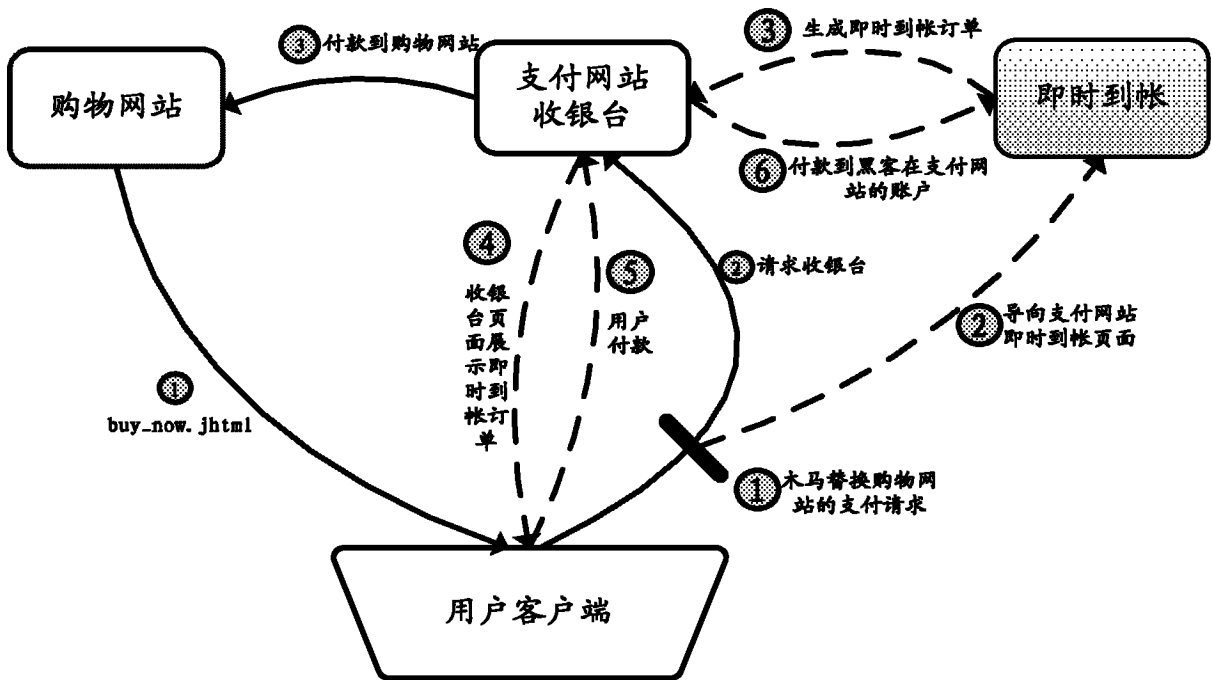 ③ 付款到购物网站
③ 生成即时到帐订单
购物网站
支付网站
收银台
即时到帐
⑥ 付款到黑客在支付网
站的账户
④
收银
台页
面展
示即
时到
帐订
单
⑤
用户
付款
② 请求收银台
② 导向支付网站
即时到帐页面
①
buy_now.jhtml
① 木马替换购物网
站的支付请求
用户客户端